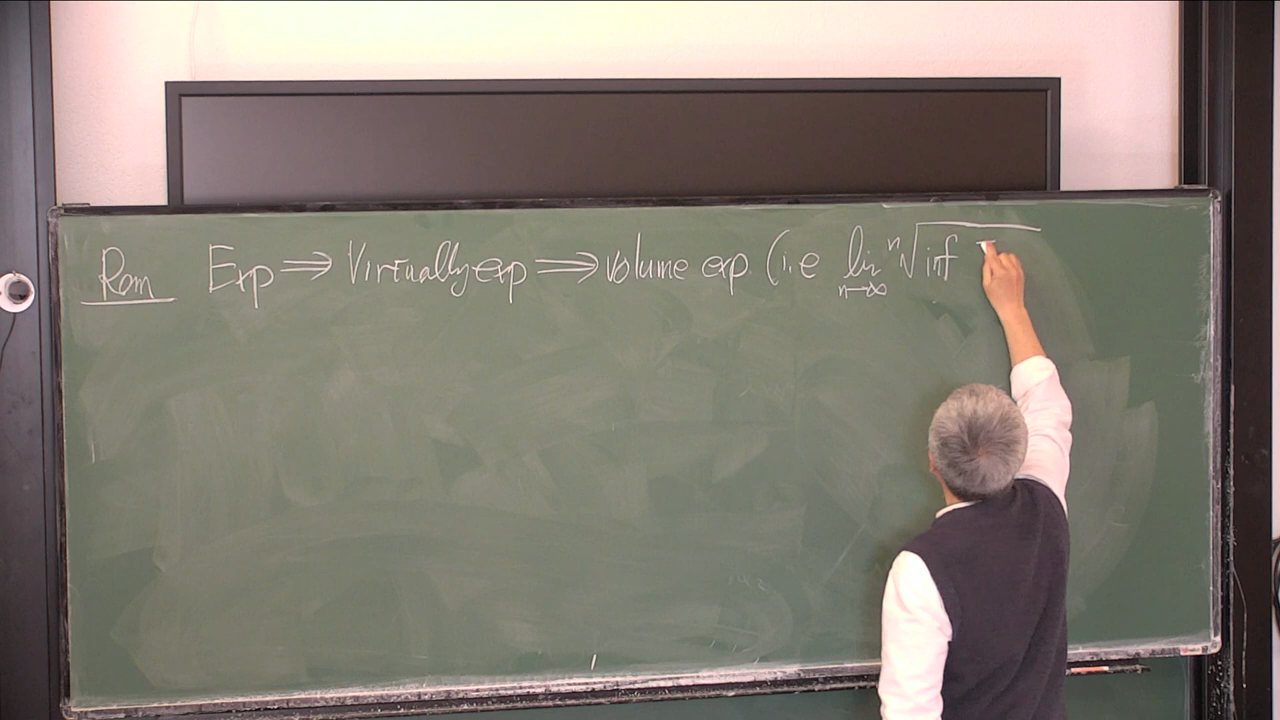 Rem Exp ⟹ Virtually exp ⟹ volume exp. (i.e lim n→∞ ⁿ√inf